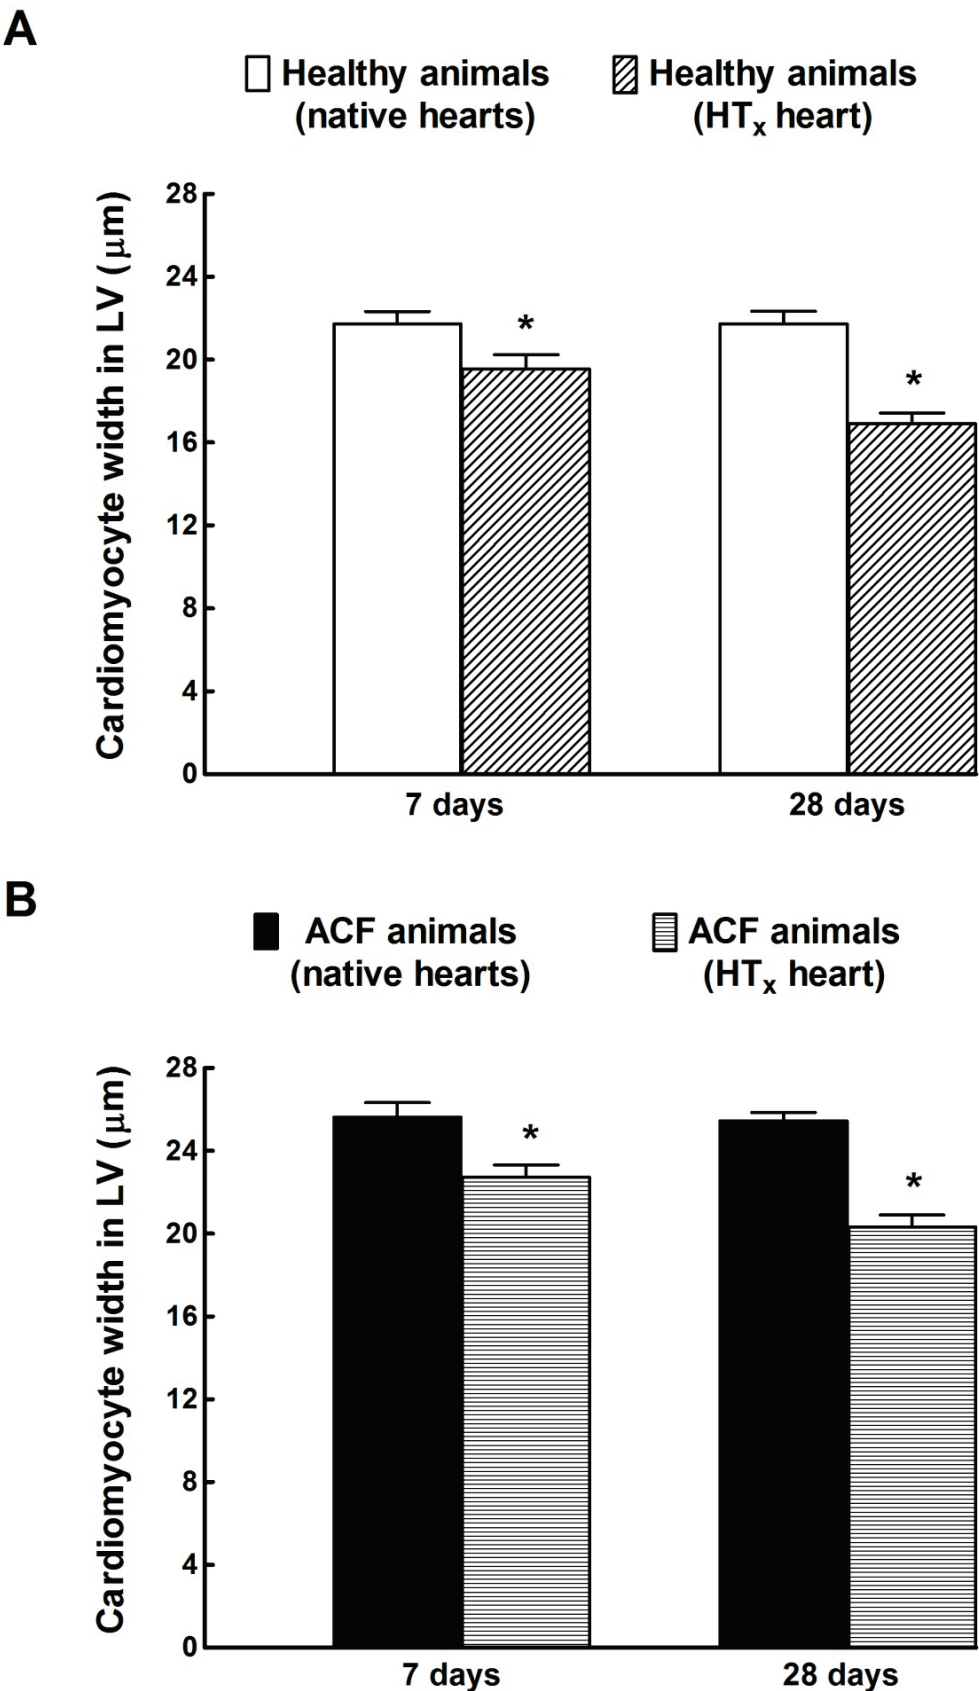 A
Healthy animals
(native hearts)
Healthy animals
(HTx heart)
Cardiomyocyte width in LV (μm)
28
24
20
16
12
8
4
0
*
*
7 days
28 days
B
ACF animals
(native hearts)
ACF animals
(HTx heart)
Cardiomyocyte width in LV (μm)
28
24
20
16
12
8
4
0
*
*
7 days
28 days